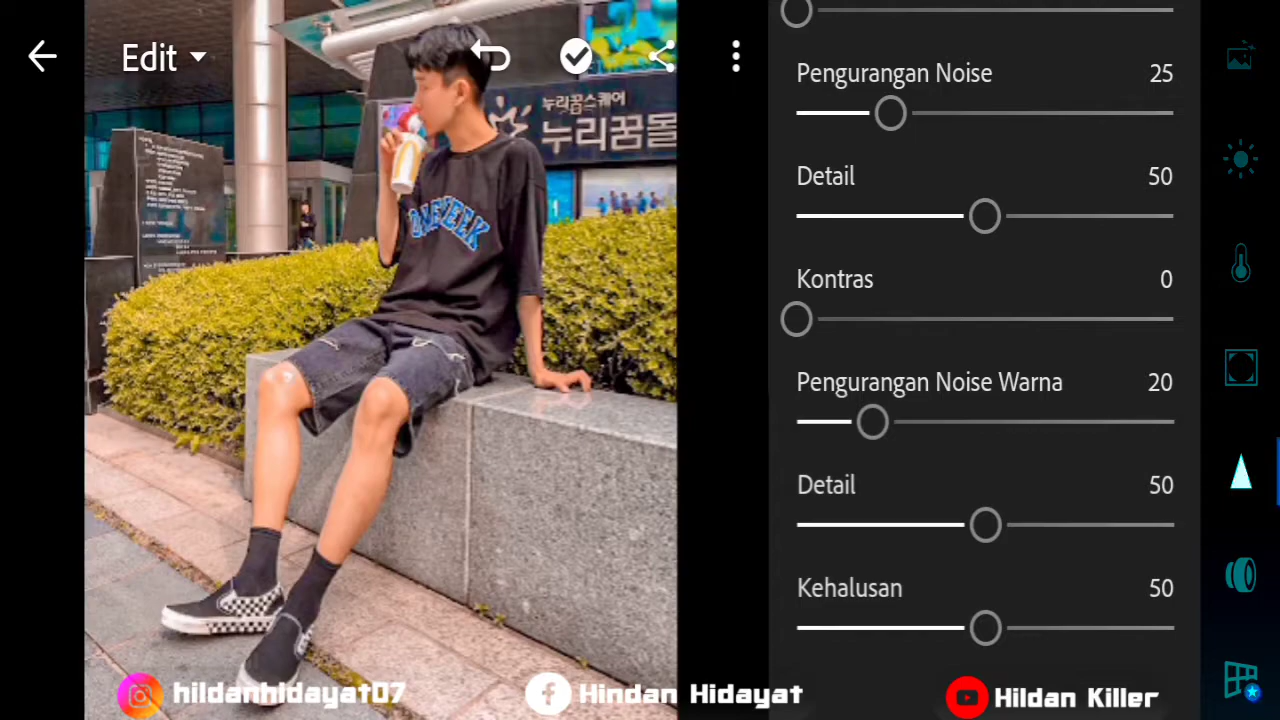 Edit
누리꿈스퀘어
누리꿈몰
Pengurangan Noise 25
Detail 50
Kontras 0
Pengurangan Noise Warna 20
Detail 50
Kehalusan 50
hildanhidayat07
Hindan Hidayat
Hildan Killer